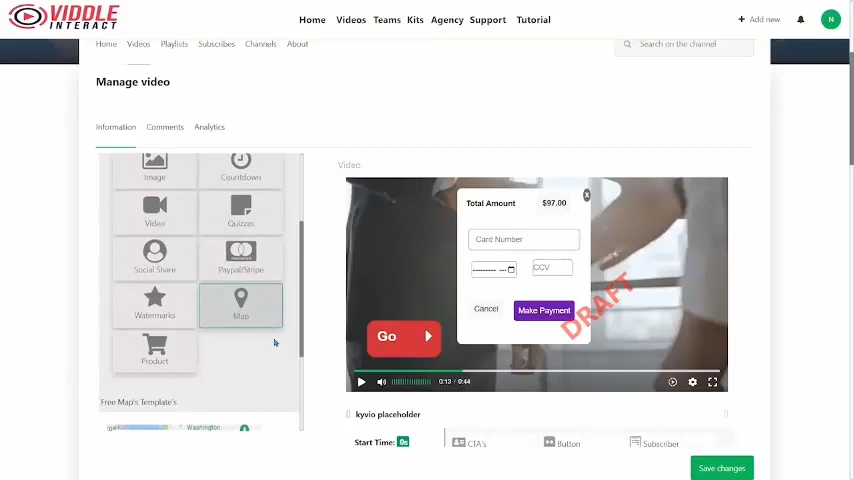 VIDDLE
INTERACT
Home Videos Teams Kits Agency Support Tutorial
Add new
N
Home Videos Playlists Subscribes Channels About
Search on the channel
Manage video
Information Comments Analytics
Video
Image Countdown
Video Quizzes
Social Share Paypal/Stripe
Watermarks Map
Product
Free Map's Template's
Washington
Total Amount $97.00
X
Card Number
--------- ---
CCV
Cancel Make Payment
DRAFT
Go
0:13 / 0:44
kyvio placeholder
Start Time: 0s
CTA's Button Subscriber
Save changes